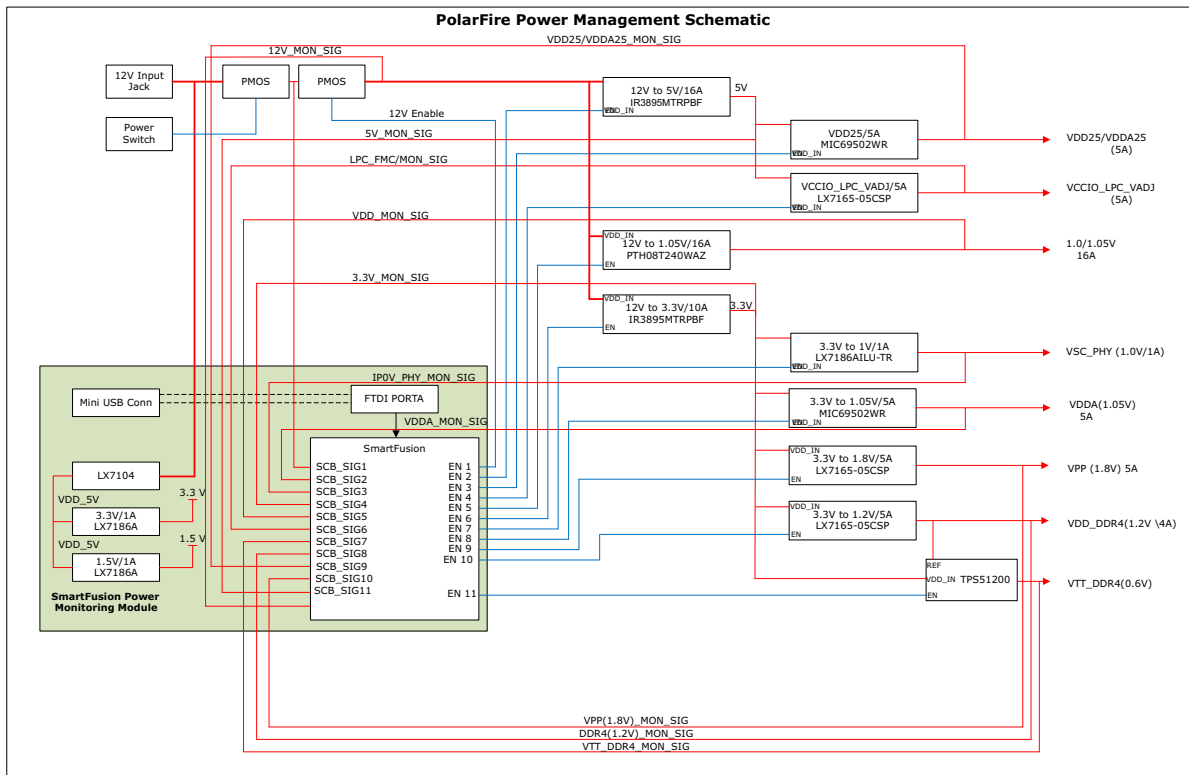 PolarFire Power Management Schematic
VDD25/VDDA25_MON_SIG
12V_MON_SIG
12V Input
Jack
PMOS
PMOS
Power
Switch
12V Enable
5V_MON_SIG
LPC_FMC/MON_SIG
VDD_MON_SIG
3.3V_MON_SIG
12V to 5V/16A
IR3895MTRPBF
VDD_IN
EN
5V
VDD25/5A
MIC69502WR
VDD_IN
EN
VDD25/VDDA25
(5A)
VCCIO_LPC_VADJ/5A
LX7165-05CSP
VDD_IN
EN
VCCIO_LPC_VADJ
(5A)
VDD_IN
12V to 1.05V/16A
PTH08T240WAZ
EN
1.0/1.05V
16A
VDD_IN
12V to 3.3V/10A
IR3895MTRPBF
EN
3.3V
3.3V to 1V/1A
LX7186AILU-TR
VDD_IN
EN
VSC_PHY (1.0V/1A)
3.3V to 1.05V/5A
MIC69502WR
VDD_IN
EN
VDDA(1.05V)
5A
VDD_IN
3.3V to 1.8V/5A
LX7165-05CSP
EN
VPP (1.8V) 5A
VDD_IN
3.3V to 1.2V/5A
LX7165-05CSP
EN
VDD_DDR4(1.2V \4A)
REF
VDD_IN
TPS51200
EN
VTT_DDR4(0.6V)
IP0V_PHY_MON_SIG
Mini USB Conn
FTDI PORTA
VDDA_MON_SIG
SmartFusion
SCB_SIG1
SCB_SIG2
SCB_SIG3
SCB_SIG4
SCB_SIG5
SCB_SIG6
SCB_SIG7
SCB_SIG8
SCB_SIG9
SCB_SIG10
SCB_SIG11
EN 1
EN 2
EN 3
EN 4
EN 5
EN 6
EN 7
EN 8
EN 9
EN 10
EN 11
LX7104
VDD_5V
3.3 V
3.3V/1A
LX7186A
VDD_5V
1.5 V
1.5V/1A
LX7186A
SmartFusion Power
Monitoring Module
VPP(1.8V)_MON_SIG
DDR4(1.2V)_MON_SIG
VTT_DDR4_MON_SIG